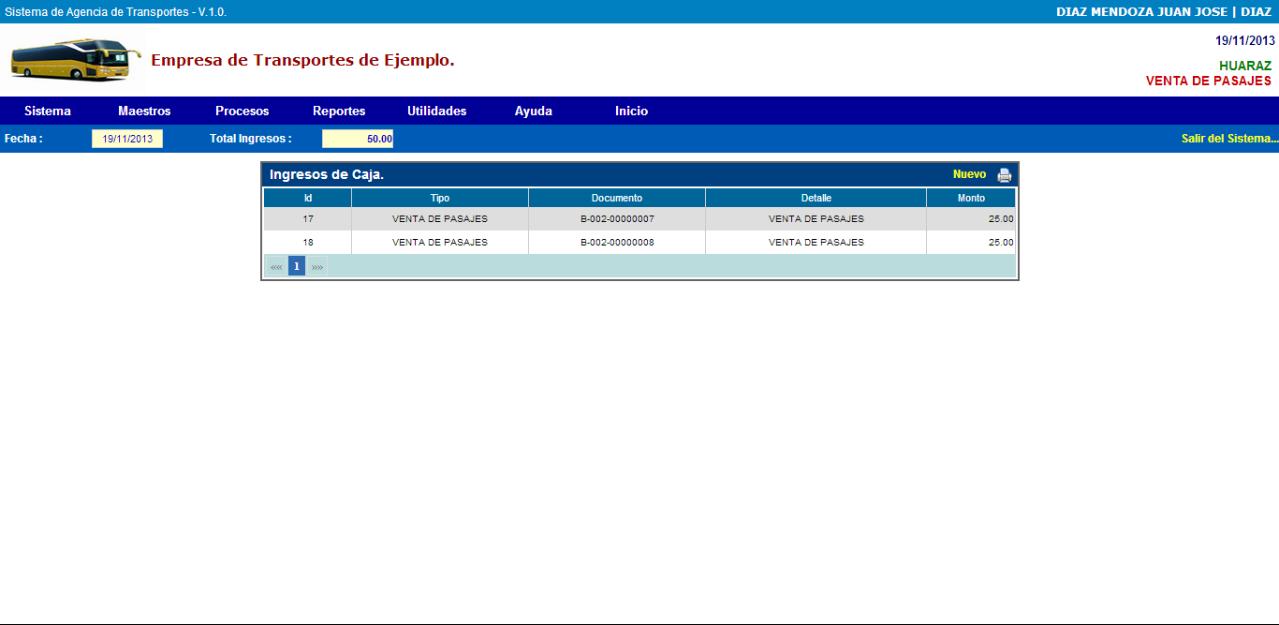 Sistema de Agencia de Transportes - V.1.0. DIAZ MENDOZA JUAN JOSE | DIAZ
19/11/2013
Empresa de Transportes de Ejemplo.
HUARAZ
VENTA DE PASAJES
Sistema Maestros Procesos Reportes Utilidades Ayuda Inicio
Fecha : 19/11/2013 Total Ingresos : 50.00 Salir del Sistema...
Ingresos de Caja. Nuevo
Id Tipo Documento Detalle Monto
17 VENTA DE PASAJES B-002-00000007 VENTA DE PASAJES 25.00
18 VENTA DE PASAJES B-002-00000008 VENTA DE PASAJES 25.00
«« 1 »»